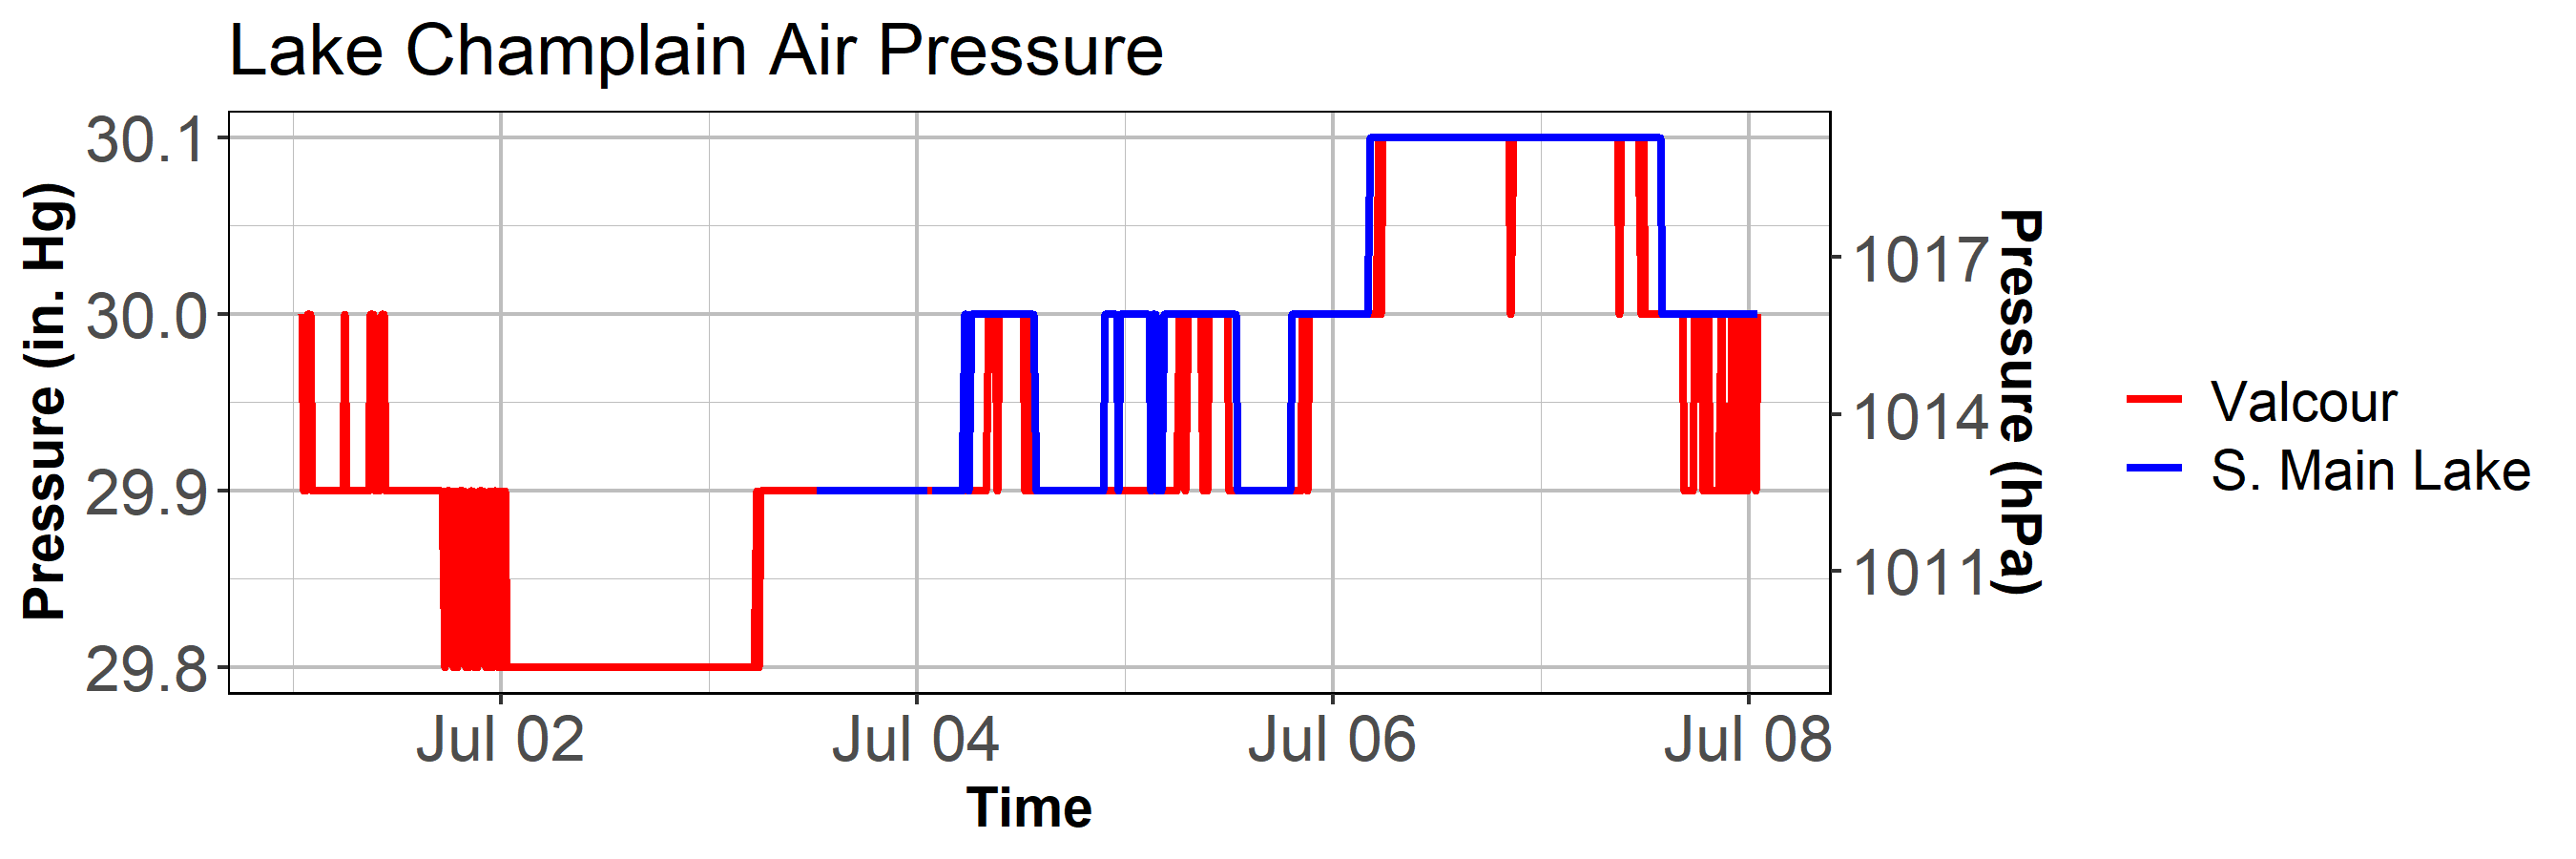 Lake Champlain Air Pressure
Pressure (in. Hg)
30.1
30.0
29.9
29.8
1017
1014
1011
Pressure (hPa)
Valcour
S. Main Lake
Jul 02
Jul 04
Jul 06
Jul 08
Time